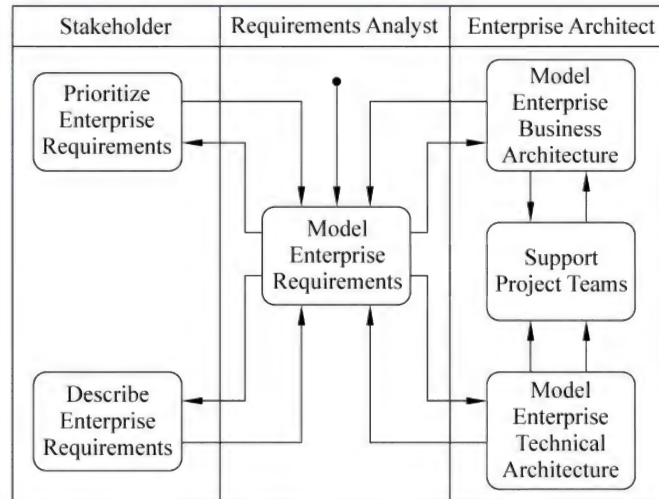 Stakeholder
Requirements Analyst
Enterprise Architect
Prioritize
Enterprise
Requirements
Model
Enterprise
Business
Architecture
Model
Enterprise
Requirements
Support
Project Teams
Describe
Enterprise
Requirements
Model
Enterprise
Technical
Architecture